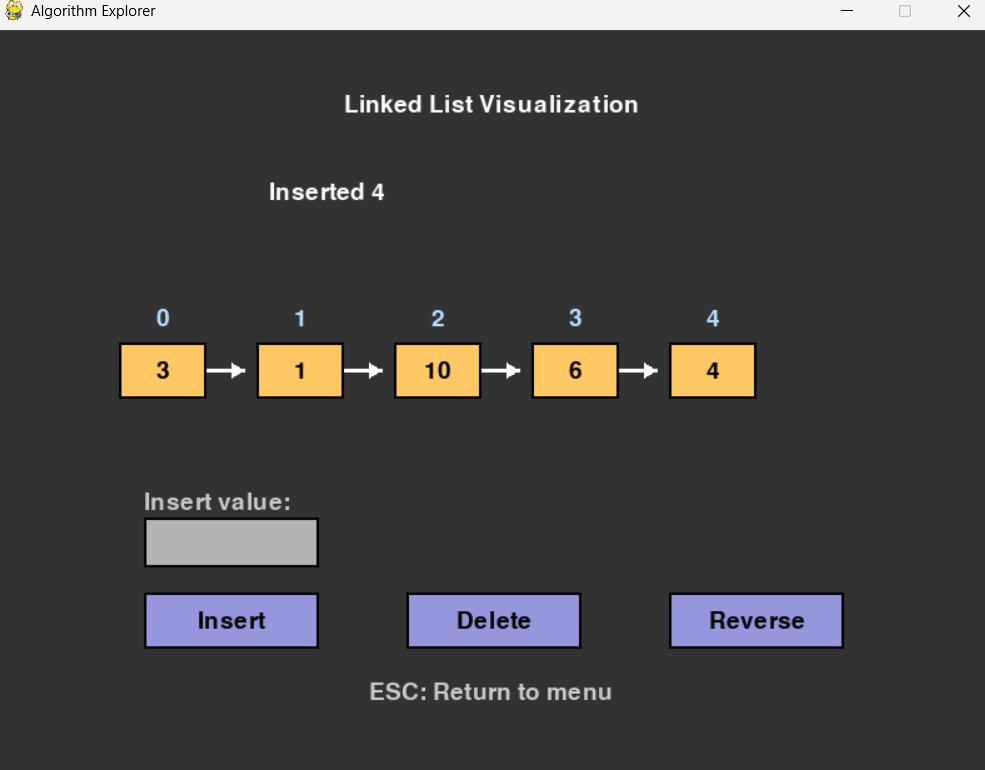 Algorithm Explorer
Linked List Visualization
Inserted 4
0 1 2 3 4
3 1 10 6 4
Insert value:
Insert Delete Reverse
ESC: Return to menu